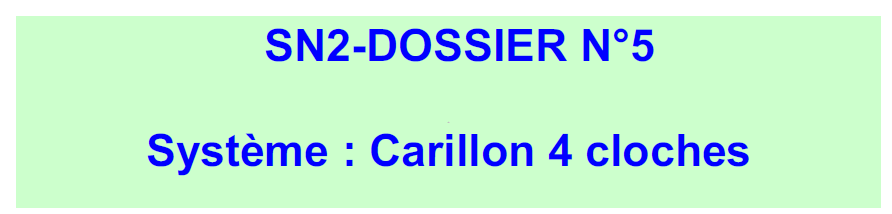 SN2-DOSSIER N°5
Système : Carillon 4 cloches